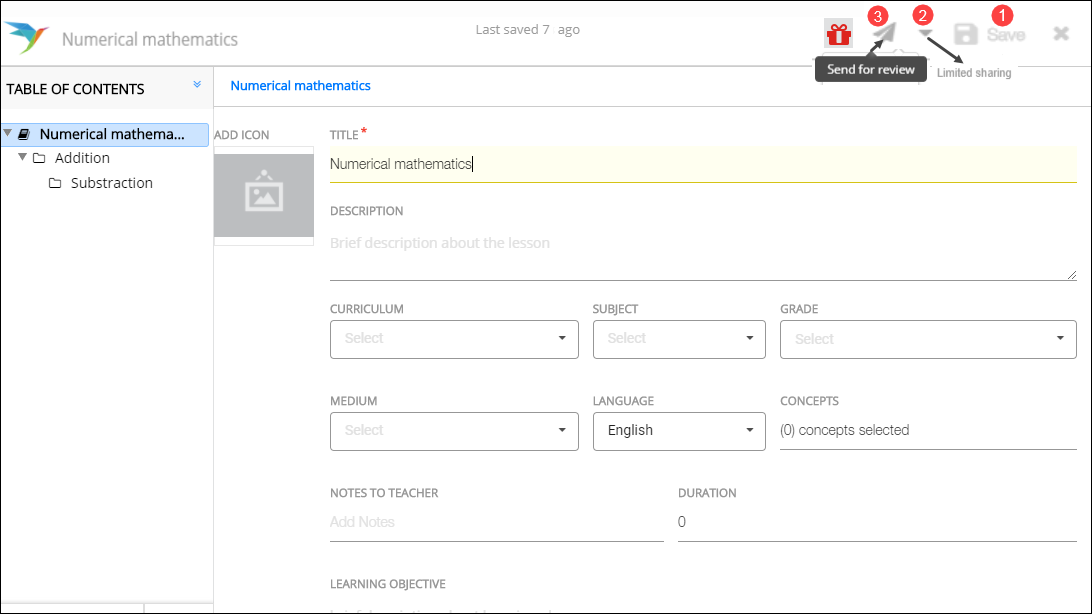 Numerical mathematics
Last saved 7 ago
3
2
1
Save
Send for review
Limited sharing
TABLE OF CONTENTS
Numerical mathema...
Addition
Substraction
Numerical mathematics
ADD ICON
TITLE*
Numerical mathematics
DESCRIPTION
Brief description about the lesson
CURRICULUM SUBJECT GRADE
Select Select Select
MEDIUM LANGUAGE CONCEPTS
Select English (0) concepts selected
NOTES TO TEACHER DURATION
Add Notes 0
LEARNING OBJECTIVE